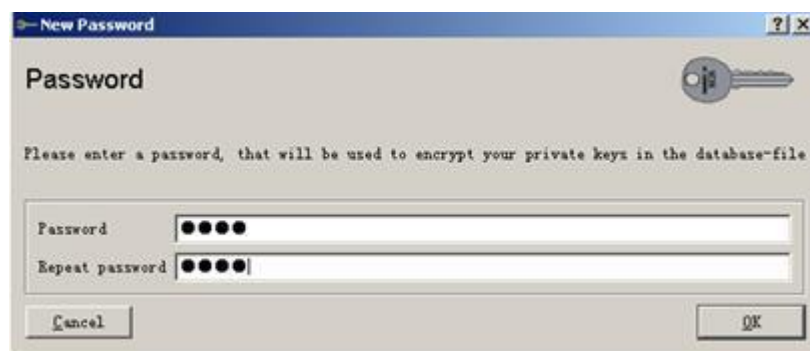 New Password
Password
Please enter a password, that will be used to encrypt your private keys in the database-file
Password ●●●●
Repeat password ●●●●
Cancel OK